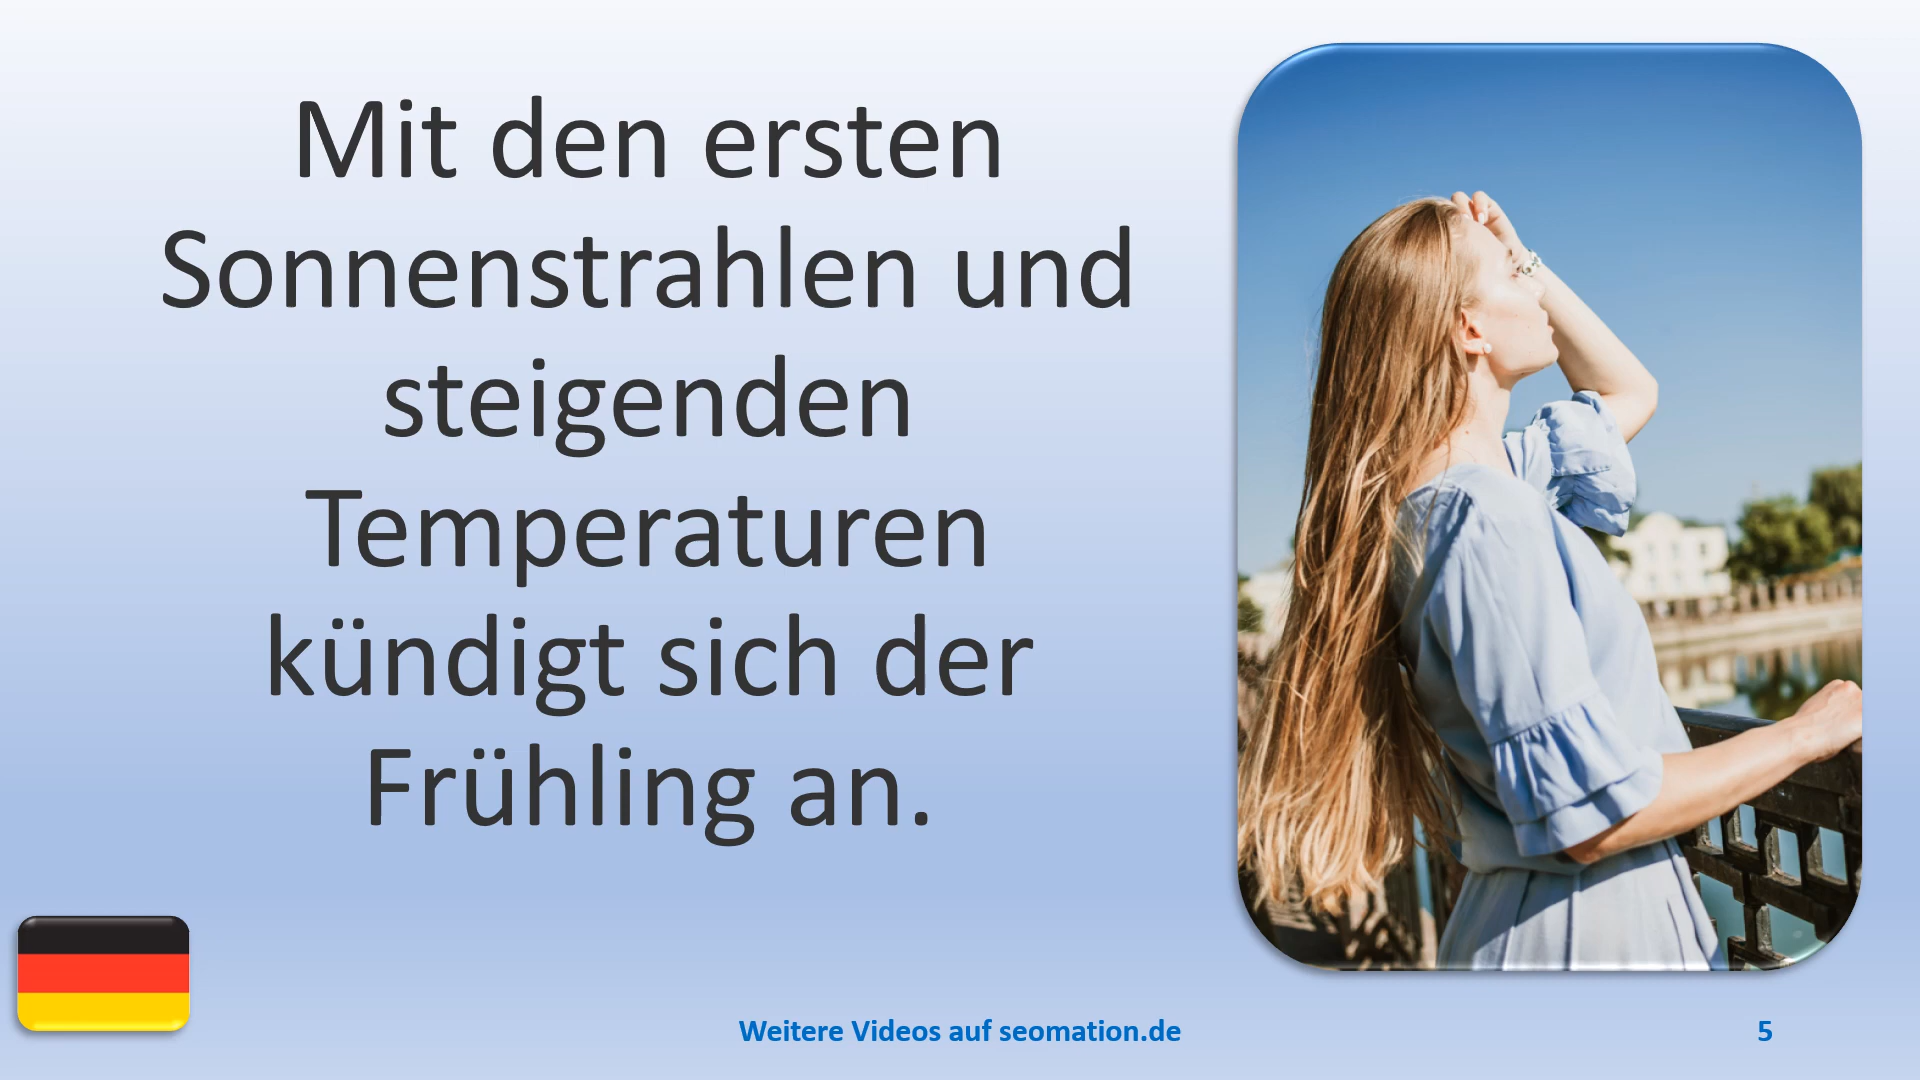 Mit den ersten
Sonnenstrahlen und
steigenden
Temperaturen
kündigt sich der
Frühling an.
Weitere Videos auf seomation.de
5